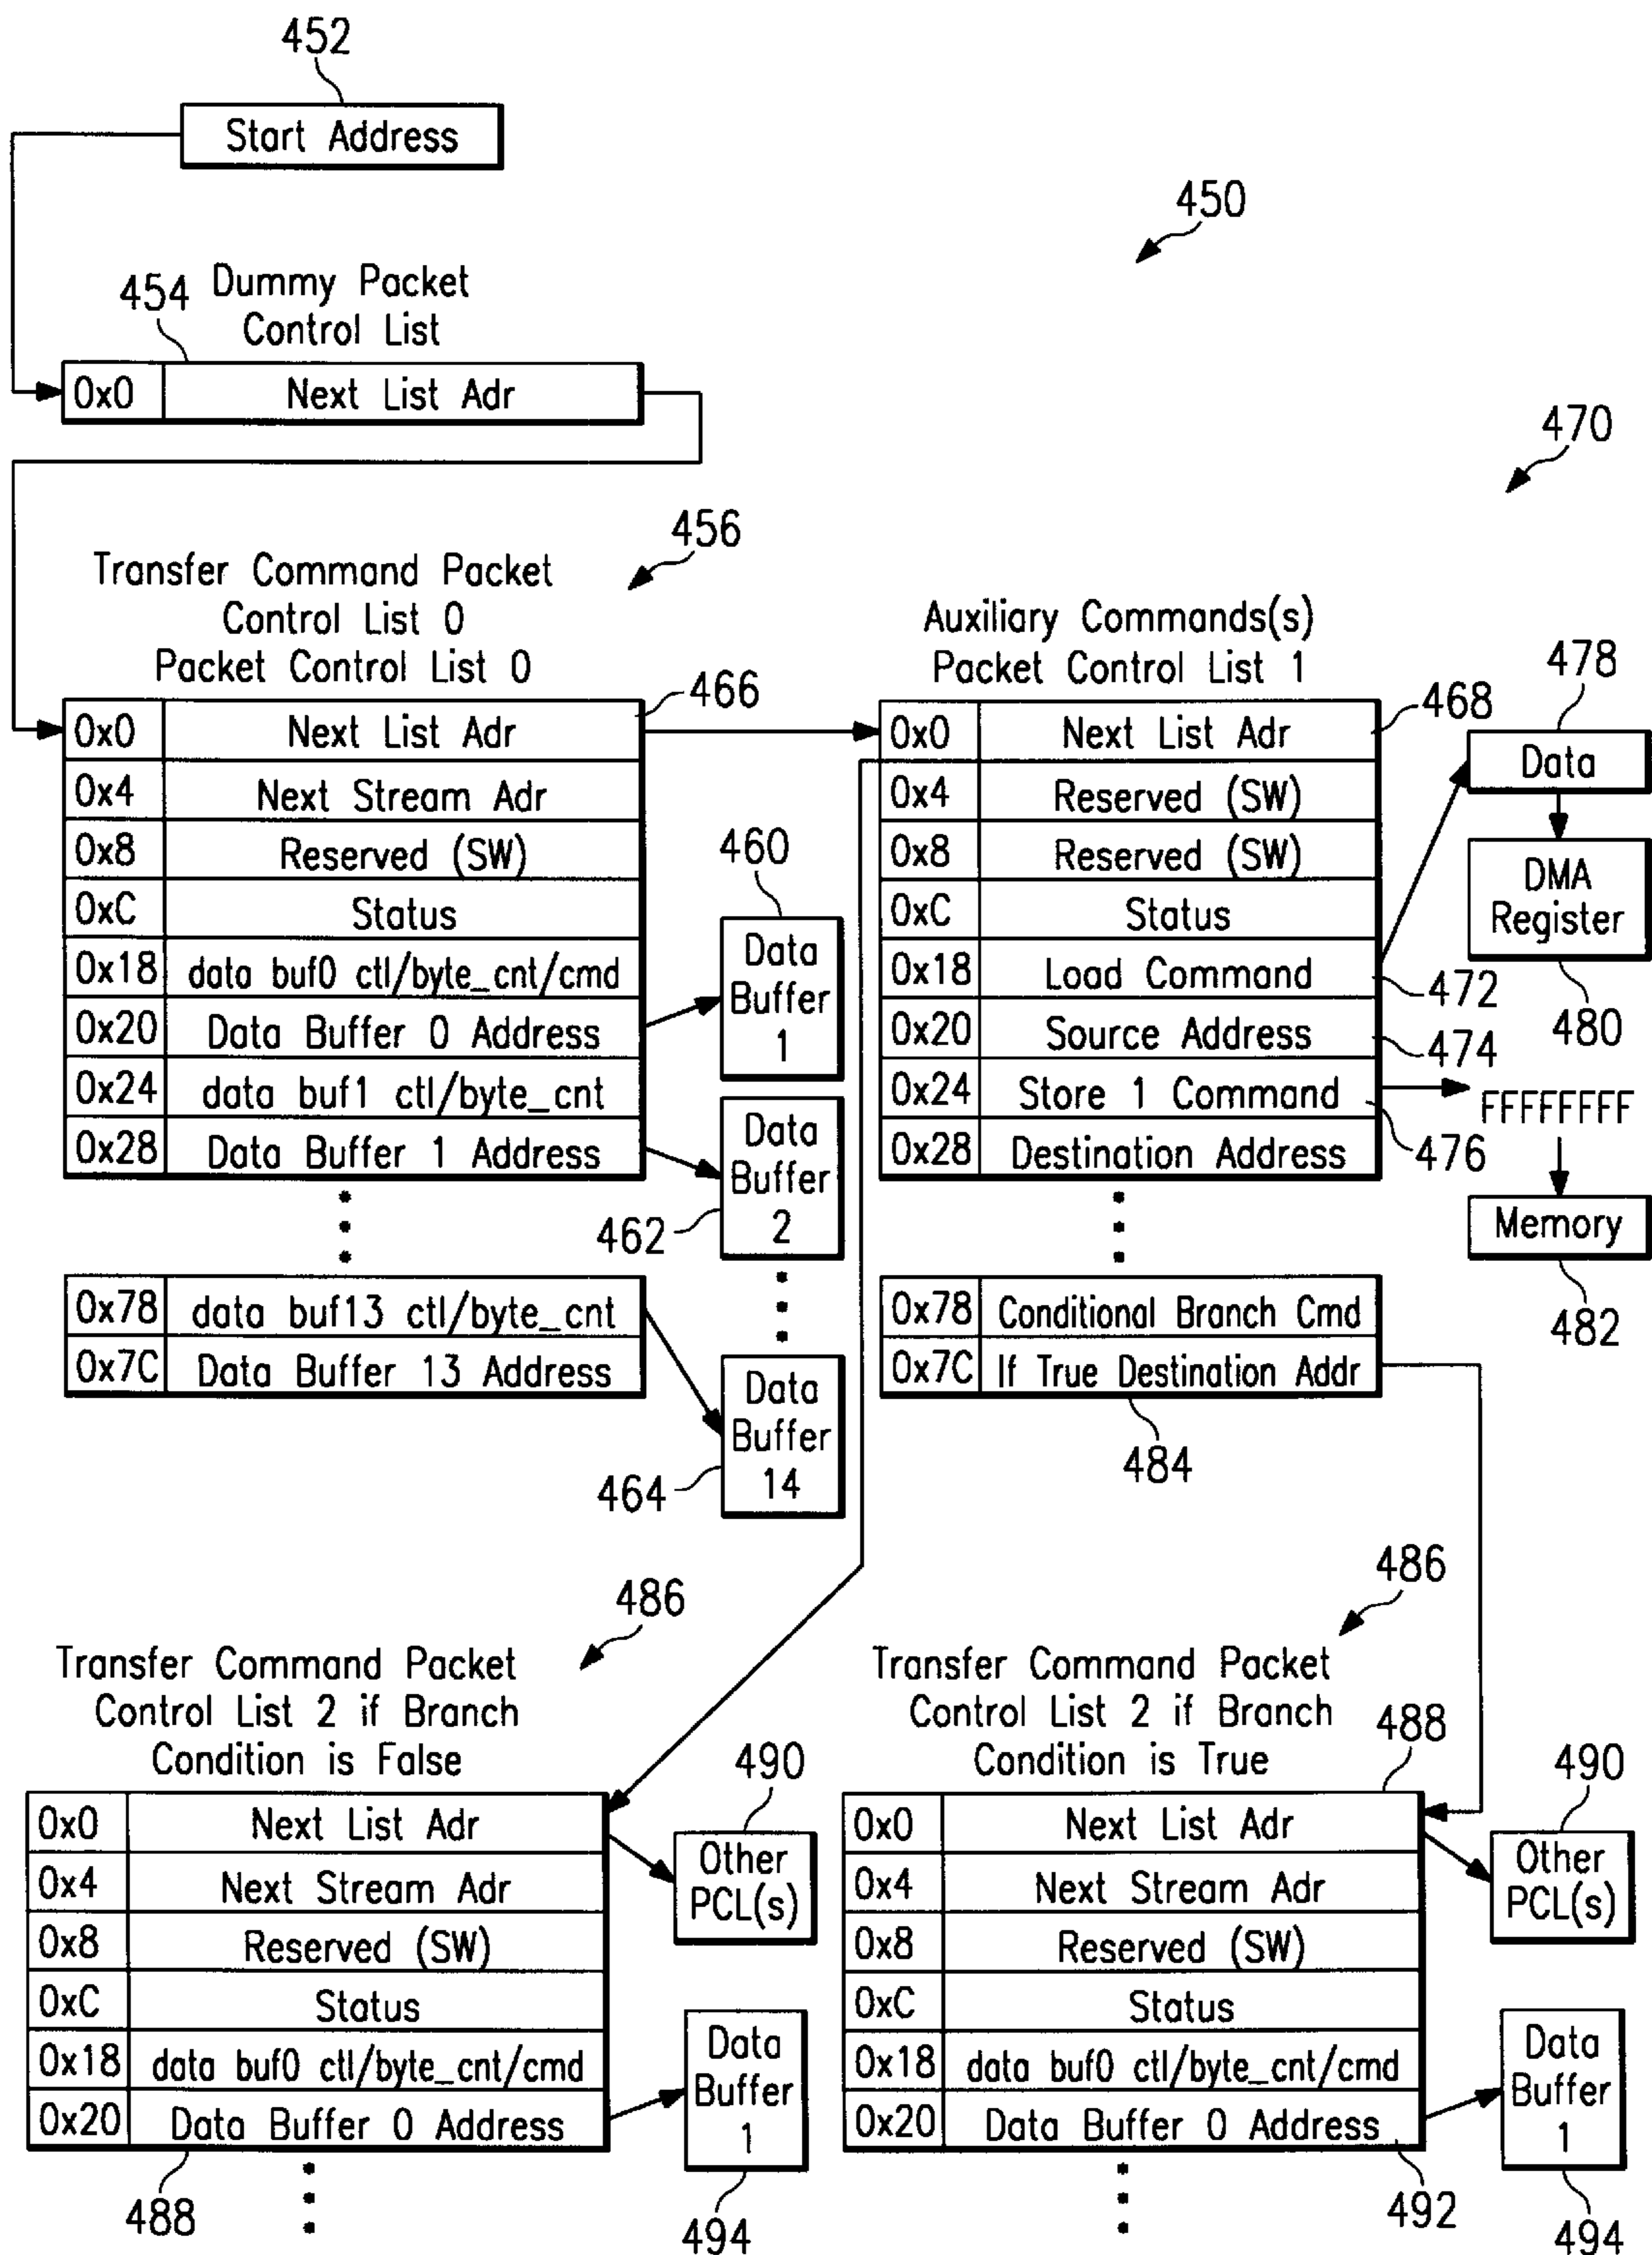 452
Start Address
450
454
Dummy Packet
Control List
0x0 Next List Adr
470
456
Transfer Command Packet
Control List 0
Packet Control List 0
466
0x0 Next List Adr
0x4 Next Stream Adr
0x8 Reserved (SW)
0xC Status
0x18 data buf0 ctl/byte_cnt/cmd
0x20 Data Buffer 0 Address
0x24 data buf1 ctl/byte_cnt
0x28 Data Buffer 1 Address
0x78 data buf13 ctl/byte_cnt
0x7C Data Buffer 13 Address
460
Data
Buffer
1
Data
Buffer
2
462
Data
Buffer
14
464
Auxiliary Commands(s)
Packet Control List 1
468
0x0 Next List Adr
0x4 Reserved (SW)
0x8 Reserved (SW)
0xC Status
0x18 Load Command
472
0x20 Source Address
474
0x24 Store 1 Command
476
0x28 Destination Address
0x78 Conditional Branch Cmd
0x7C If True Destination Addr
484
478
Data
DMA
Register
480
FFFFFFFF
Memory
482
486
Transfer Command Packet
Control List 2 if Branch
Condition is False
0x0 Next List Adr
0x4 Next Stream Adr
0x8 Reserved (SW)
0xC Status
0x18 data buf0 ctl/byte_cnt/cmd
0x20 Data Buffer 0 Address
488
490
Other
PCL(s)
Data
Buffer
1
494
486
Transfer Command Packet
Control List 2 if Branch
Condition is True
488
0x0 Next List Adr
0x4 Next Stream Adr
0x8 Reserved (SW)
0xC Status
0x18 data buf0 ctl/byte_cnt/cmd
0x20 Data Buffer 0 Address
492
490
Other
PCL(s)
Data
Buffer
1
494